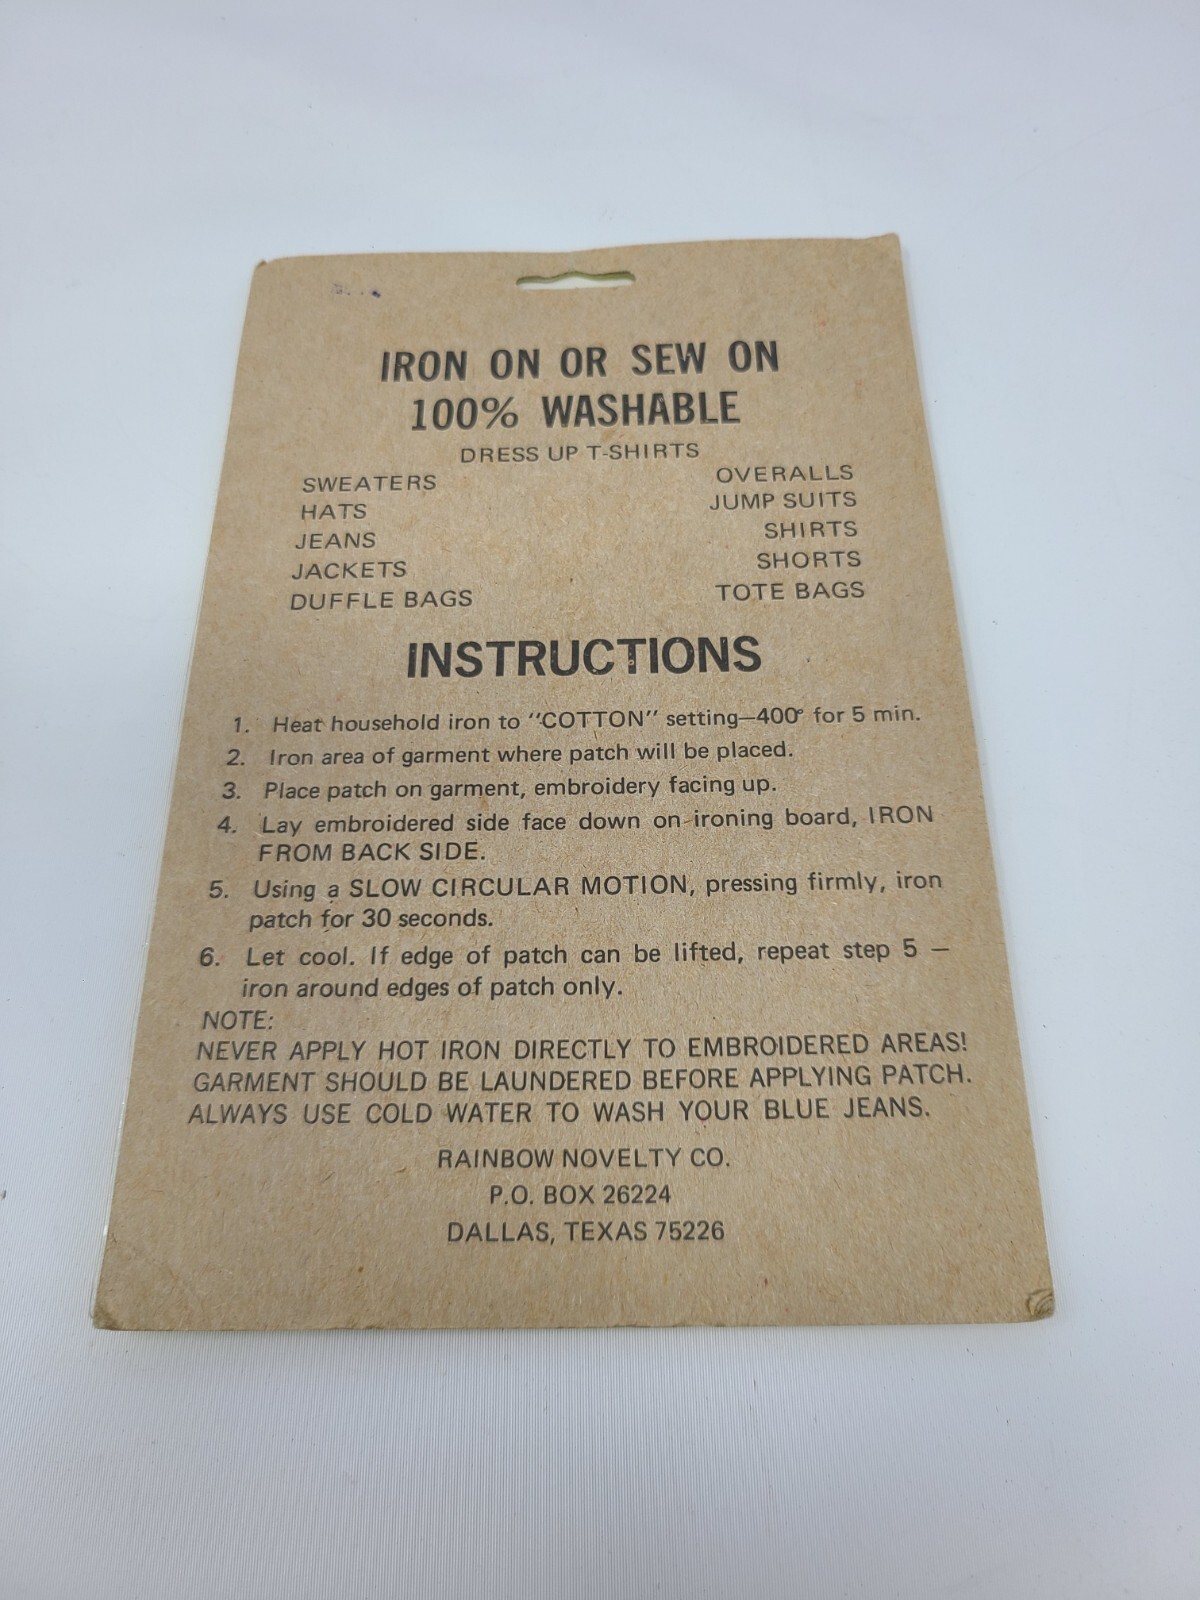 IRON ON OR SEW ON
100% WASHABLE
DRESS UP T-SHIRTS
SWEATERS OVERALLS
HATS JUMP SUITS
JEANS SHIRTS
JACKETS SHORTS
DUFFLE BAGS TOTE BAGS
INSTRUCTIONS
1. Heat household iron to "COTTON" setting—400° for 5 min.
2. Iron area of garment where patch will be placed.
3. Place patch on garment, embroidery facing up.
4. Lay embroidered side face down on ironing board, IRON
FROM BACK SIDE.
5. Using a SLOW CIRCULAR MOTION, pressing firmly, iron
patch for 30 seconds.
6. Let cool. If edge of patch can be lifted, repeat step 5 —
iron around edges of patch only.
NOTE:
NEVER APPLY HOT IRON DIRECTLY TO EMBROIDERED AREAS!
GARMENT SHOULD BE LAUNDERED BEFORE APPLYING PATCH.
ALWAYS USE COLD WATER TO WASH YOUR BLUE JEANS.
RAINBOW NOVELTY CO.
P.O. BOX 26224
DALLAS, TEXAS 75226